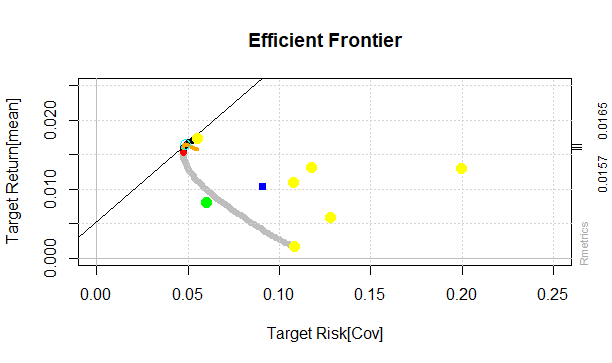 Efficient Frontier
Target Return[mean]
0.020
0.010
0.000
0.0165
0.0157
Rmetrics
0.00 0.05 0.10 0.15 0.20 0.25
Target Risk[Cov]